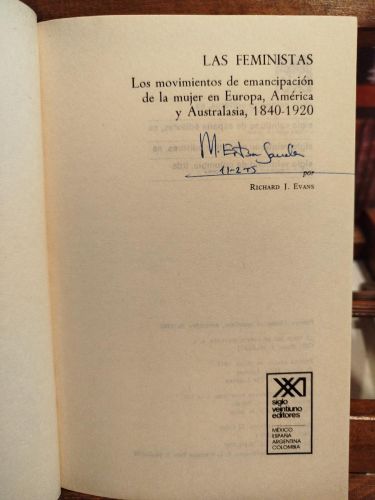 LAS FEMINISTAS
Los movimientos de emancipación
de la mujer en Europa, América
y Australasia, 1840-1920
M.
por
RICHARD J. EVANS
siglo
veintiuno
editores
MÉXICO
ESPAÑA
ARGENTINA
COLOMBIA